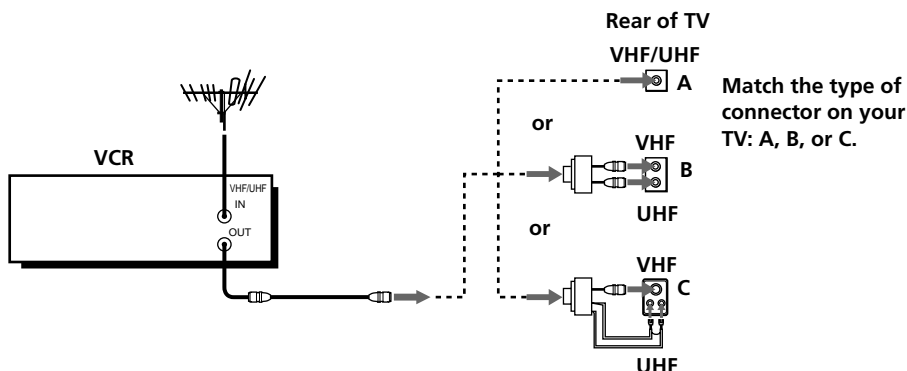 Rear of TV
VHF/UHF
A
Match the type of
connector on your
TV: A, B, or C.
or
VCR
VHF
B
VHF/UHF
IN
UHF
OUT
or
VHF
C
UHF